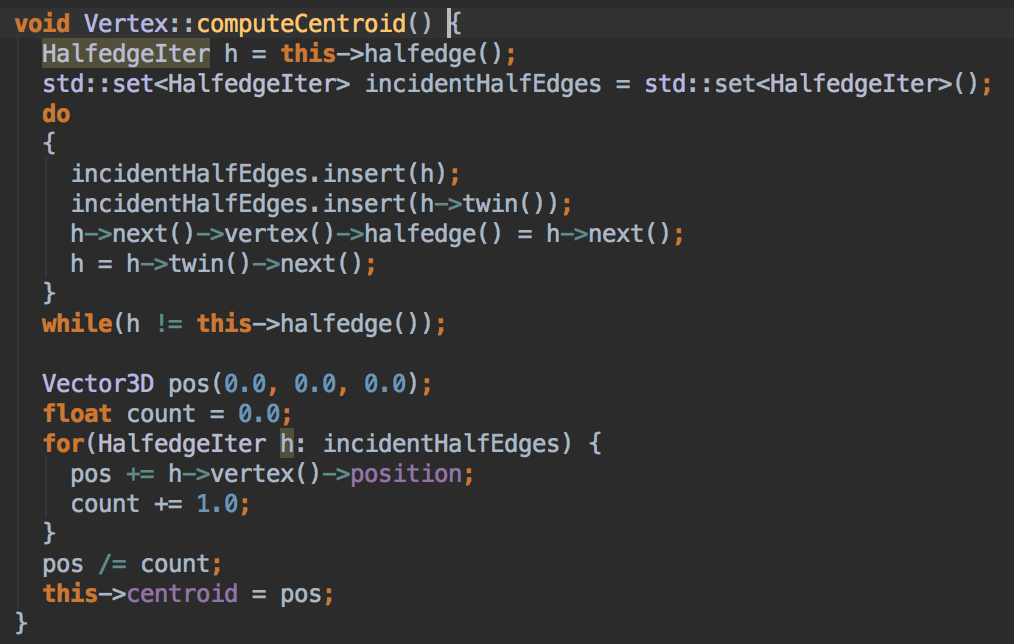 void Vertex::computeCentroid() {
  HalfedgeIter h = this->halfedge();
  std::set<HalfedgeIter> incidentHalfEdges = std::set<HalfedgeIter>();
  do
  {
    incidentHalfEdges.insert(h);
    incidentHalfEdges.insert(h->twin());
    h->next()->vertex()->halfedge() = h->next();
    h = h->twin()->next();
  }
  while(h != this->halfedge());

  Vector3D pos(0.0, 0.0, 0.0);
  float count = 0.0;
  for(HalfedgeIter h: incidentHalfEdges) {
    pos += h->vertex()->position;
    count += 1.0;
  }
  pos /= count;
  this->centroid = pos;
}